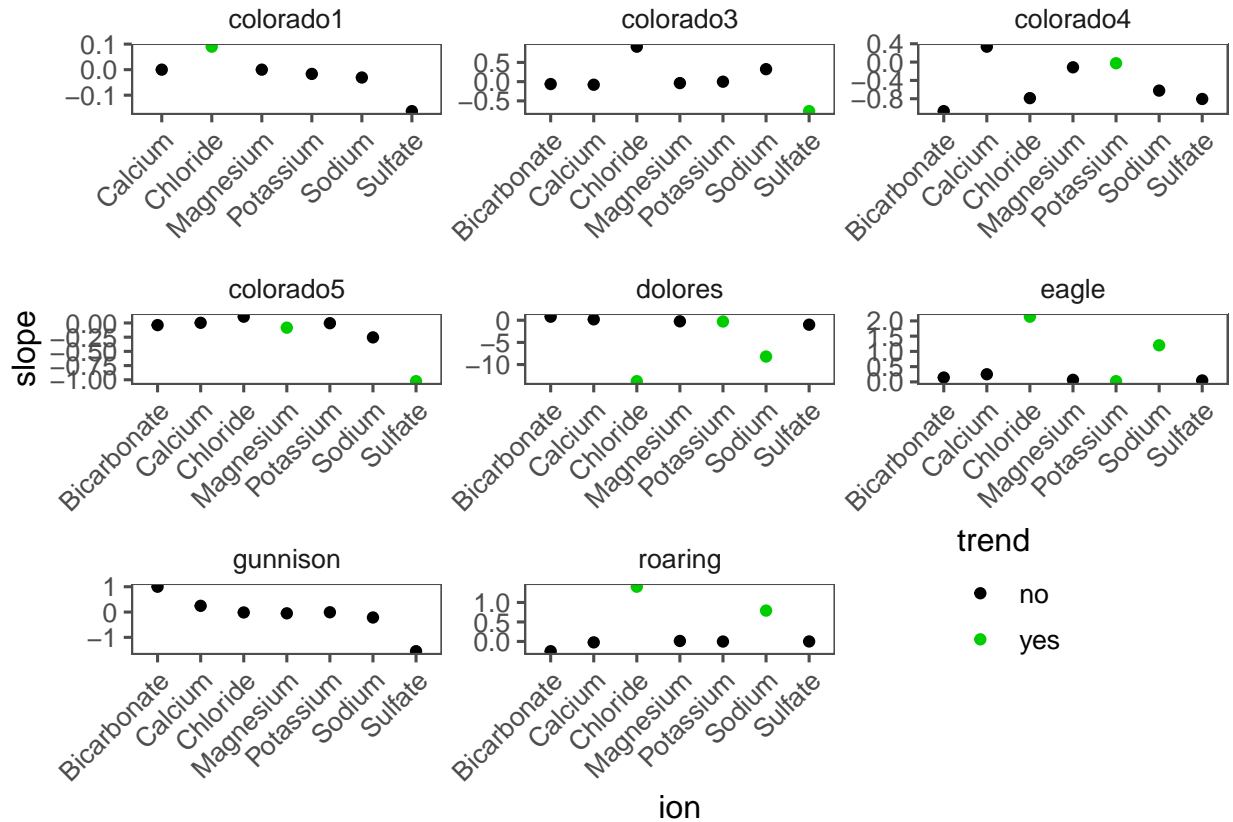 colorado1
0.1
0.0
−0.1
Calcium
Chloride
Magnesium
Potassium
Sodium
Sulfate
colorado3
0.5
0.0
−0.5
Bicarbonate
Calcium
Chloride
Magnesium
Potassium
Sodium
Sulfate
colorado4
0.4
0.0
−0.4
−0.8
Bicarbonate
Calcium
Chloride
Magnesium
Potassium
Sodium
Sulfate
slope
colorado5
0.00
−0.25
−0.50
−0.75
−1.00
Bicarbonate
Calcium
Chloride
Magnesium
Potassium
Sodium
Sulfate
dolores
0
−5
−10
Bicarbonate
Calcium
Chloride
Magnesium
Potassium
Sodium
Sulfate
eagle
2.0
1.5
1.0
0.5
0.0
Bicarbonate
Calcium
Chloride
Magnesium
Potassium
Sodium
Sulfate
gunnison
1
0
−1
Bicarbonate
Calcium
Chloride
Magnesium
Potassium
Sodium
Sulfate
roaring
1.0
0.5
0.0
Bicarbonate
Calcium
Chloride
Magnesium
Potassium
Sodium
Sulfate
trend
no
yes
ion